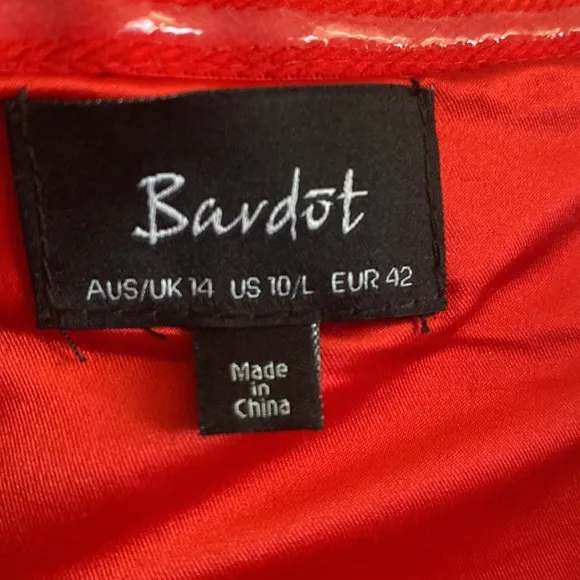 Bardōt
AUS/UK 14 US 10/L EUR 42
Made
in
China